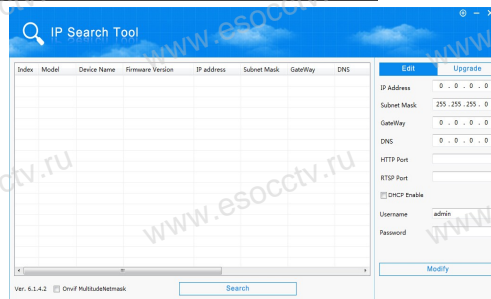 IP Search Tool
Index Model Device Name Firmware Version IP address Subnet Mask GateWay DNS
Edit Upgrade
IP Address 0 . 0 . 0 . 0
Subnet Mask 255 . 255 . 255 . 0
GateWay 0 . 0 . 0 . 0
DNS 0 . 0 . 0 . 0
HTTP Port
RTSP Port
DHCP Enable
Username admin
Password
Modify
Ver. 6.1.4.2 Onvif MultitudeNetmask Search
www.esocctv.ru
www.esocctv.ru